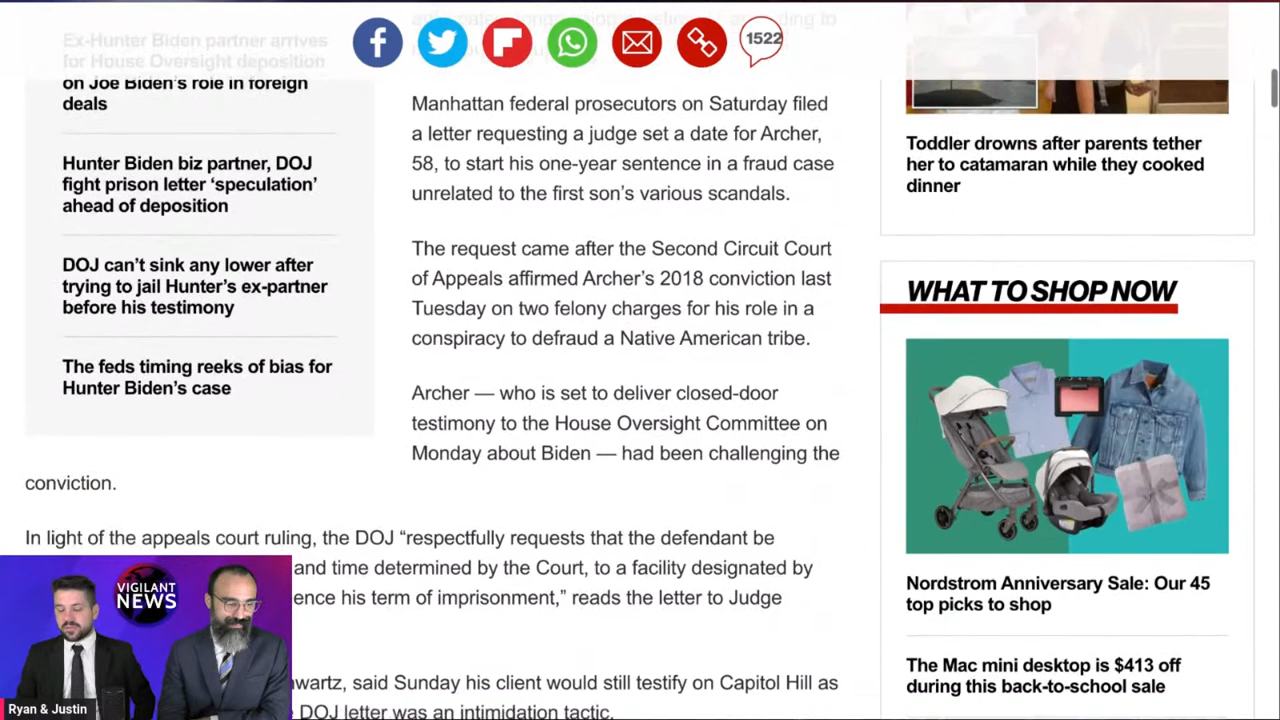 Ex-Hunter Biden partner arrives
for House Oversight deposition
on Joe Biden's role in foreign
deals
Hunter Biden biz partner, DOJ
fight prison letter ‘speculation’
ahead of deposition
DOJ can’t sink any lower after
trying to jail Hunter’s ex-partner
before his testimony
The feds timing reeks of bias for
Hunter Biden’s case
1522
Manhattan federal prosecutors on Saturday filed
a letter requesting a judge set a date for Archer,
58, to start his one-year sentence in a fraud case
unrelated to the first son’s various scandals.
The request came after the Second Circuit Court
of Appeals affirmed Archer’s 2018 conviction last
Tuesday on two felony charges for his role in a
conspiracy to defraud a Native American tribe.
Archer — who is set to deliver closed-door
testimony to the House Oversight Committee on
Monday about Biden — had been challenging the
conviction.
In light of the appeals court ruling, the DOJ “respectfully requests that the defendant be
and time determined by the Court, to a facility designated by
ence his term of imprisonment,” reads the letter to Judge
wartz, said Sunday his client would still testify on Capitol Hill as
DOJ letter was an intimidation tactic.
Toddler drowns after parents tether
her to catamaran while they cooked
dinner
WHAT TO SHOP NOW
Nordstrom Anniversary Sale: Our 45
top picks to shop
The Mac mini desktop is $413 off
during this back-to-school sale
VIGILANT
NEWS
Ryan & Justin